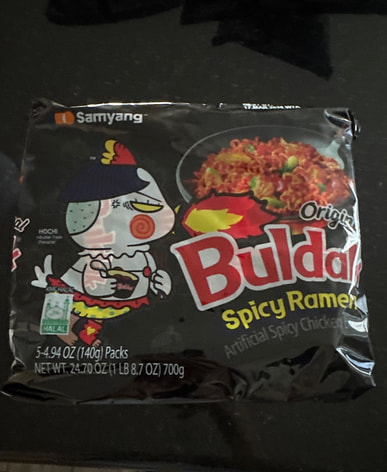 Samyang™
HOCHI
Original
Buldak
Spicy Ramen
Artificial Spicy Chicken
HALAL
5-4.94 OZ (140g) Packs
NET WT. 24.70 OZ (1 LB 8.7 OZ) 700g